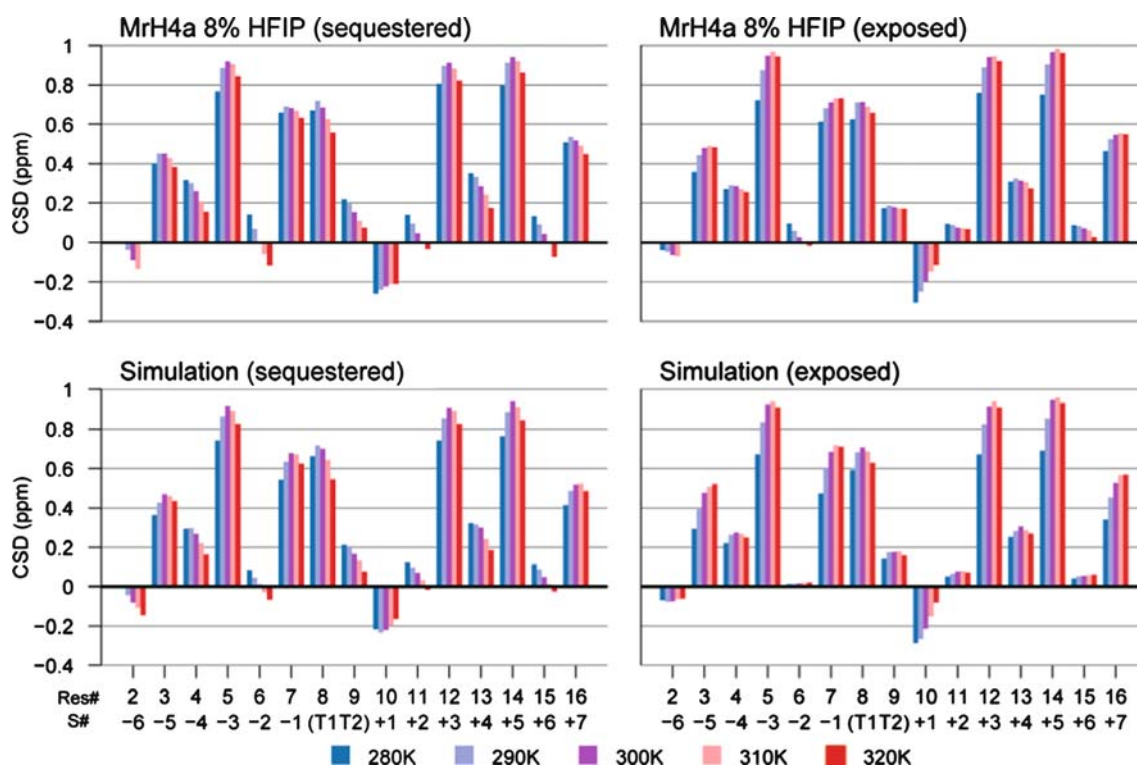 MrH4a 8% HFIP (sequestered)
MrH4a 8% HFIP (exposed)
CSD (ppm)
1
0.8
0.6
0.4
0.2
0
−0.2
−0.4
Simulation (sequestered)
Simulation (exposed)
CSD (ppm)
1
0.8
0.6
0.4
0.2
0
−0.2
−0.4
Res# 2 3 4 5 6 7 8 9 10 11 12 13 14 15 16 2 3 4 5 6 7 8 9 10 11 12 13 14 15 16
S# −6 −5 −4 −3 −2 −1 (T1T2) +1 +2 +3 +4 +5 +6 +7 −6 −5 −4 −3 −2 −1 (T1T2) +1 +2 +3 +4 +5 +6 +7
280K 290K 300K 310K 320K